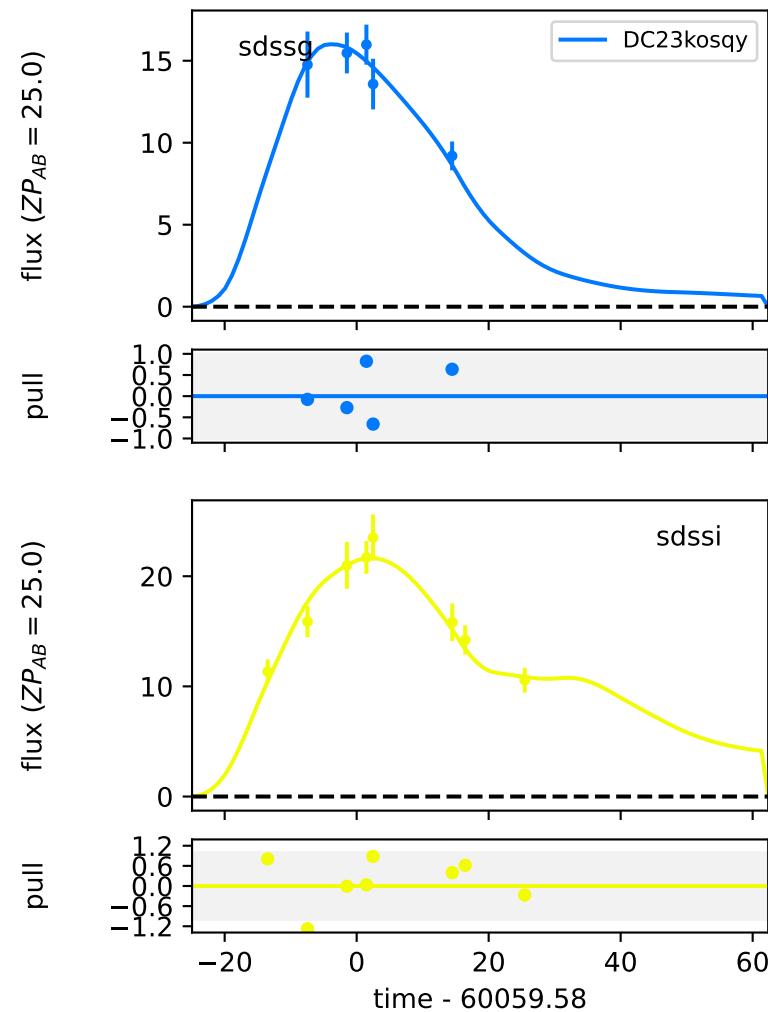 sdssg
DC23kosqy
flux (ZP_AB = 25.0)
15
10
5
0
pull
1.0
0.5
0.0
−0.5
−1.0
sdssi
flux (ZP_AB = 25.0)
20
10
0
pull
1.2
0.6
0.0
−0.6
−1.2
−20 0 20 40 60
time - 60059.58